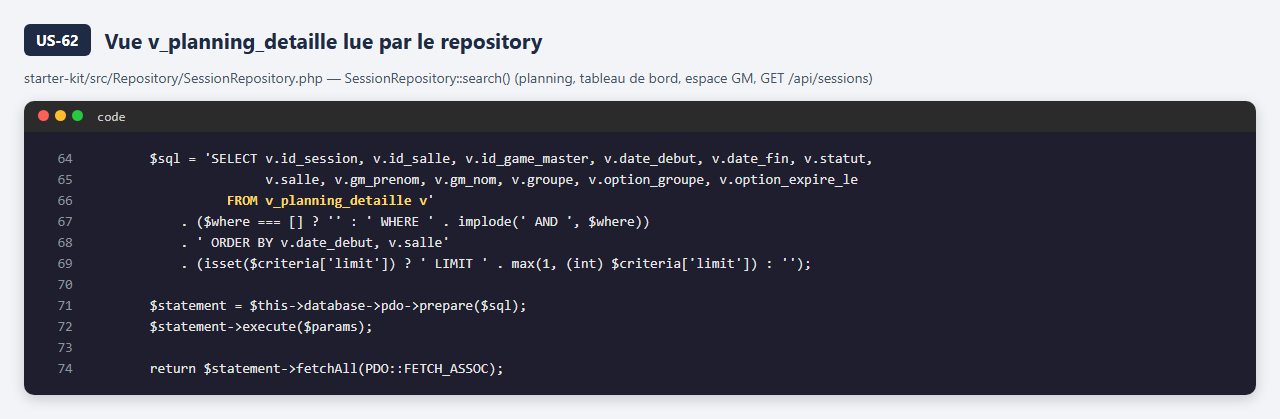 US-62 Vue v_planning_detaille lue par le repository
starter-kit/src/Repository/SessionRepository.php — SessionRepository::search() (planning, tableau de bord, espace GM, GET /api/sessions)
code
64 $sql = 'SELECT v.id_session, v.id_salle, v.id_game_master, v.date_debut, v.date_fin, v.statut,
65 v.salle, v.gm_prenom, v.gm_nom, v.groupe, v.option_groupe, v.option_expire_le
66 FROM v_planning_detaille v'
67 . ($where === [] ? '' : ' WHERE ' . implode(' AND ', $where))
68 . ' ORDER BY v.date_debut, v.salle'
69 . (isset($criteria['limit']) ? ' LIMIT ' . max(1, (int) $criteria['limit']) : '');
70
71 $statement = $this->database->pdo->prepare($sql);
72 $statement->execute($params);
73
74 return $statement->fetchAll(PDO::FETCH_ASSOC);